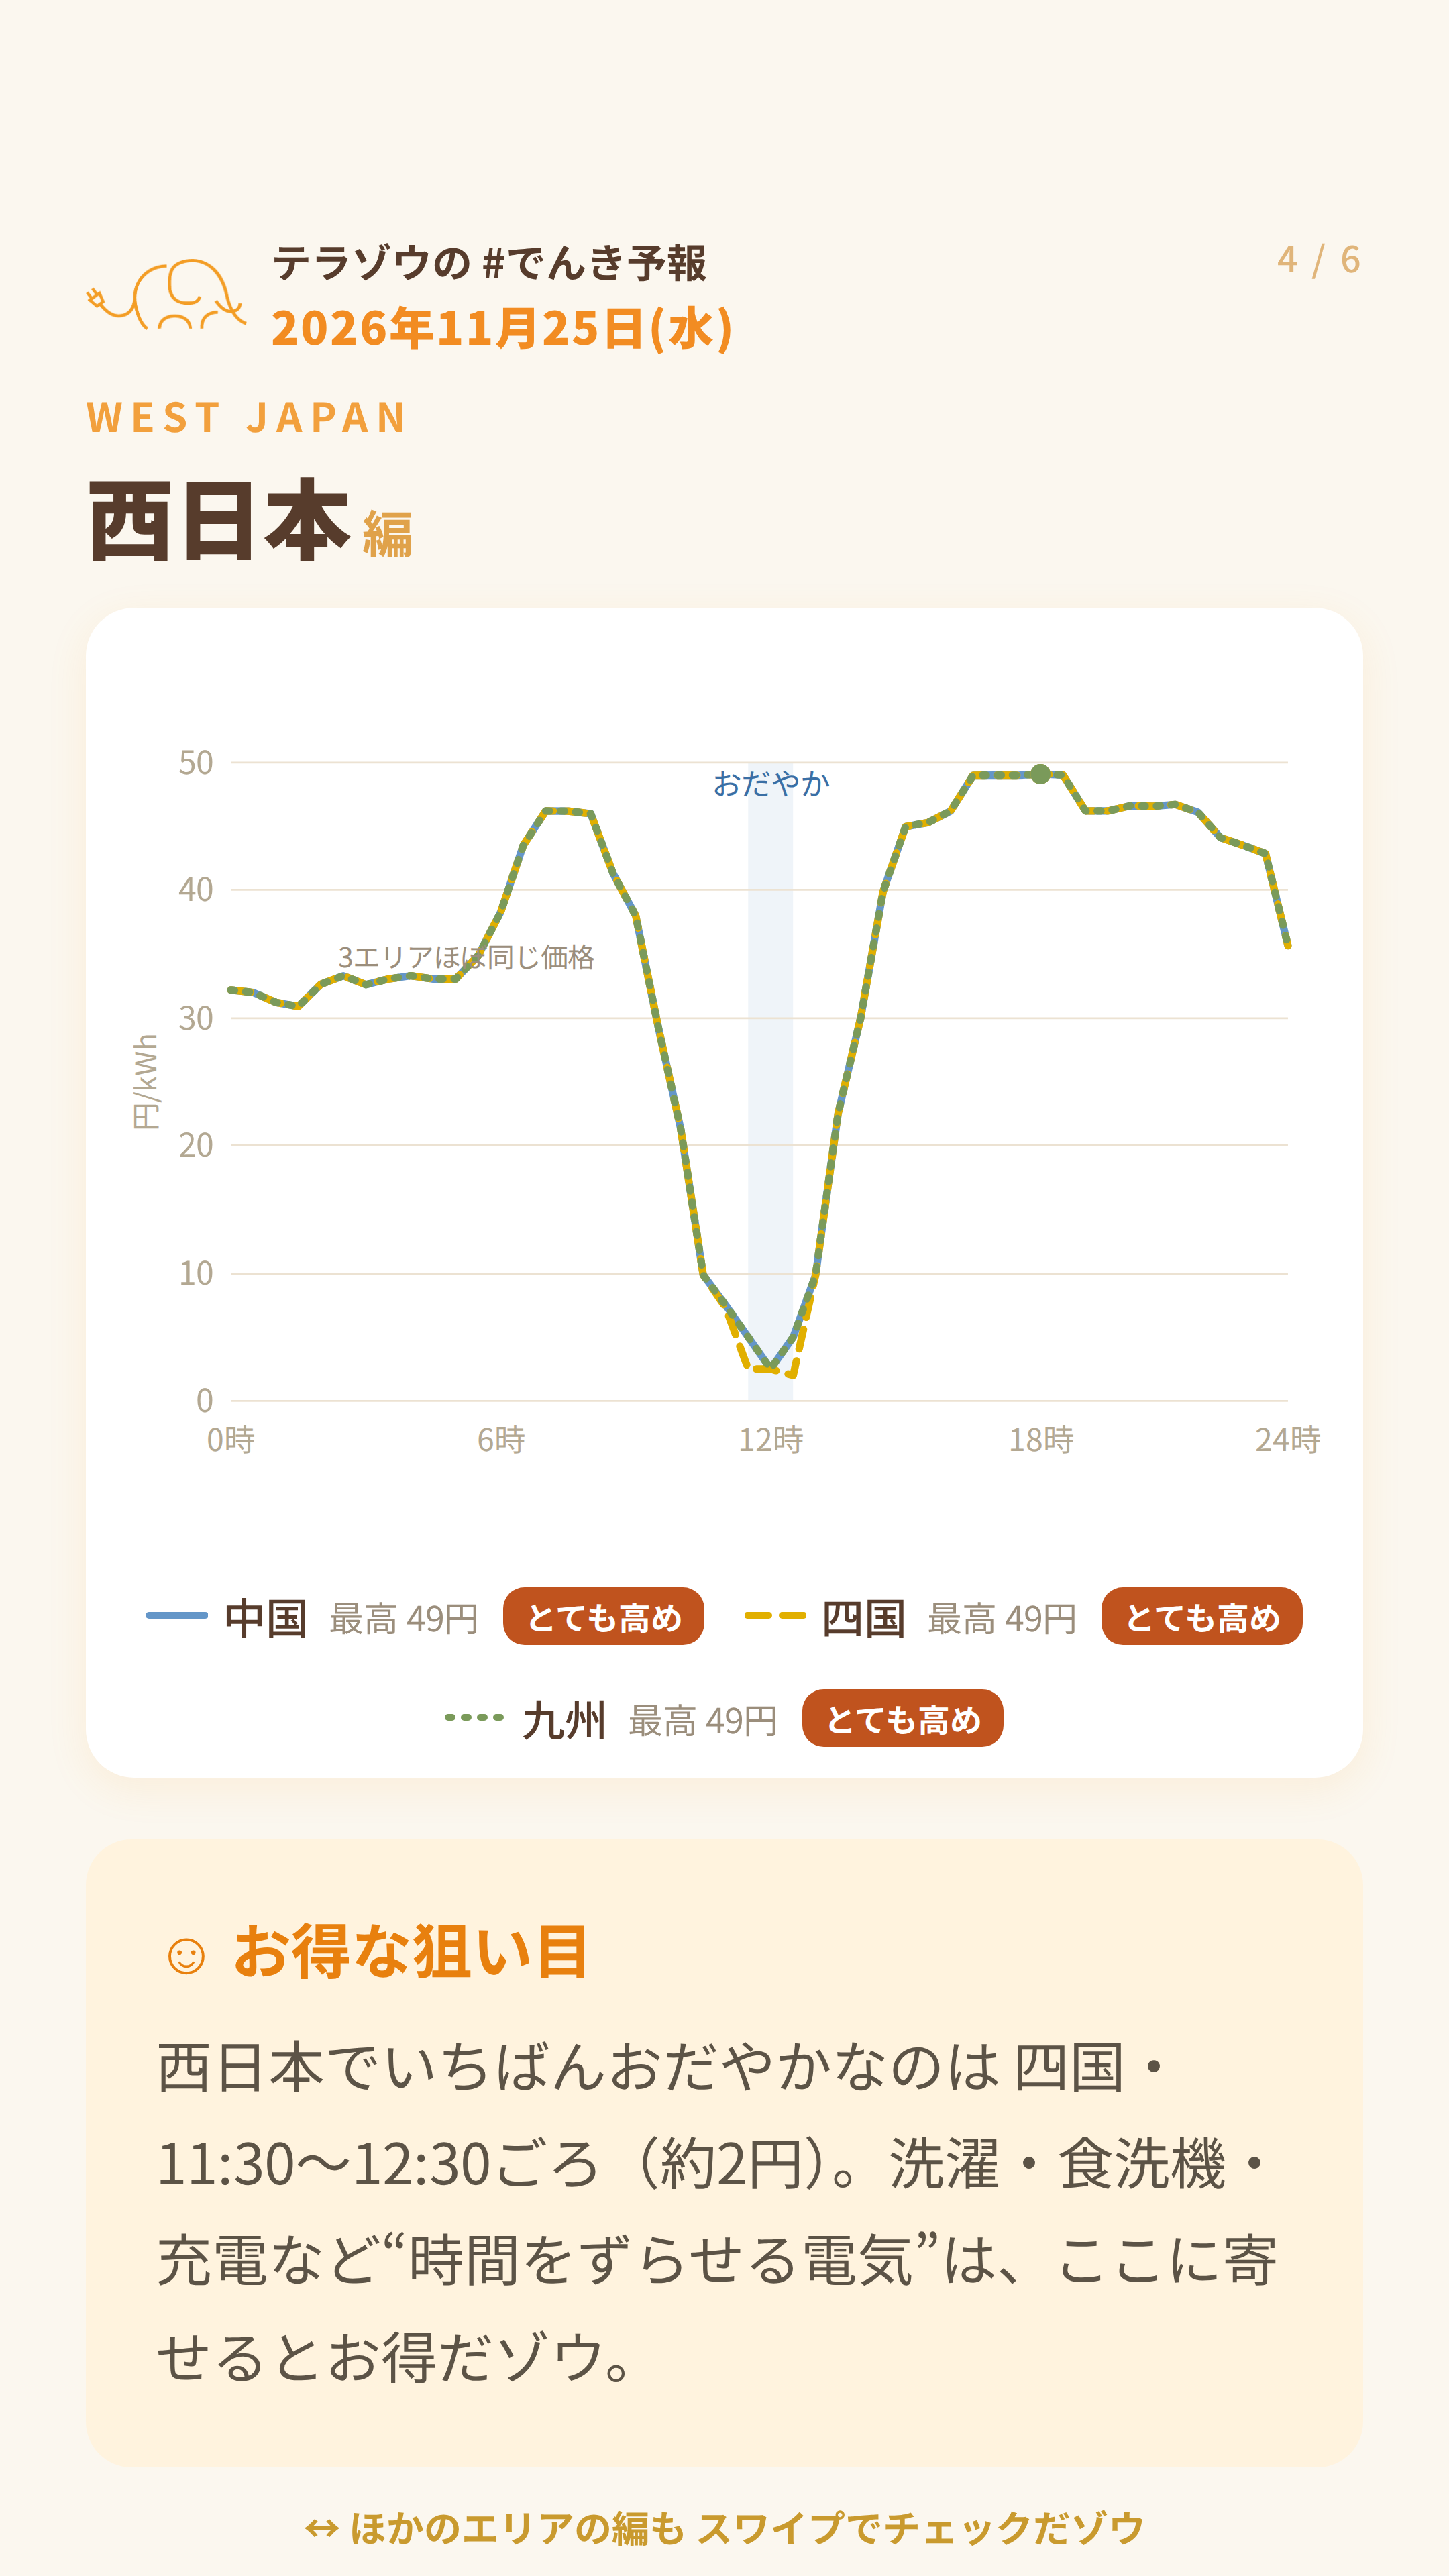 テラゾウの #でんき予報
2026年11月25日(水)
4 / 6
WEST JAPAN
西日本 編
50
おだやか
40
3エリアほぼ同じ価格
30
円/kWh
20
10
0
0時 6時 12時 18時 24時
中国 最高 49円 とても高め 四国 最高 49円 とても高め
九州 最高 49円 とても高め
☺ お得な狙い目
西日本でいちばんおだやかなのは 四国・
11:30〜12:30ごろ（約2円）。洗濯・食洗機・
充電など“時間をずらせる電気”は、ここに寄
せるとお得だゾウ。
↔ ほかのエリアの編も スワイプでチェックだゾウ